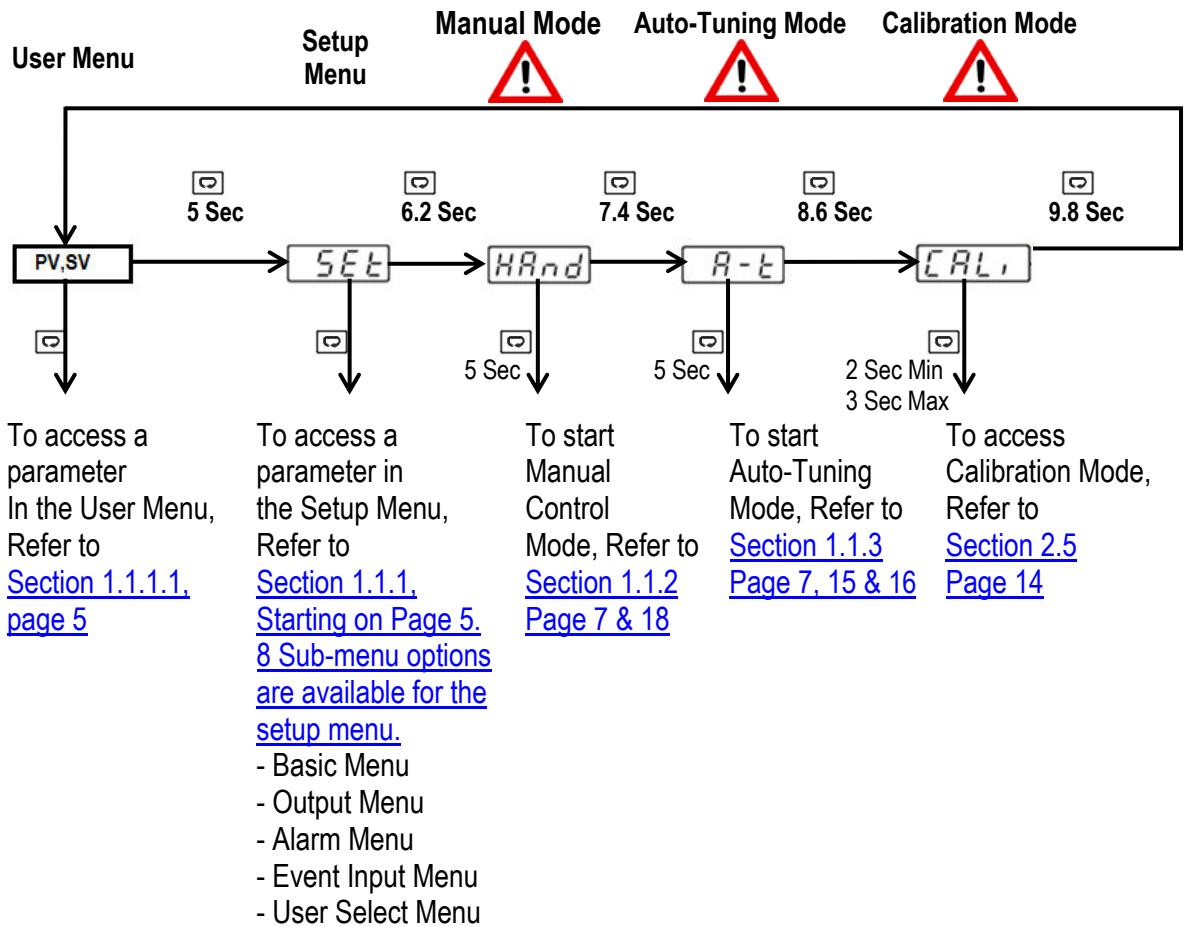 User Menu
Setup
Menu
Manual Mode
Auto-Tuning Mode
Calibration Mode
5 Sec
6.2 Sec
7.4 Sec
8.6 Sec
9.8 Sec
PV,SV
SEt
HAnd
A-t
CALi
5 Sec
5 Sec
2 Sec Min
3 Sec Max
To access a
parameter
In the User Menu,
Refer to
Section 1.1.1.1,
page 5
To access a
parameter in
the Setup Menu,
Refer to
Section 1.1.1,
Starting on Page 5.
8 Sub-menu options
are available for the
setup menu.
- Basic Menu
- Output Menu
- Alarm Menu
- Event Input Menu
- User Select Menu
To start
Manual
Control
Mode, Refer to
Section 1.1.2
Page 7 & 18
To start
Auto-Tuning
Mode, Refer to
Section 1.1.3
Page 7, 15 & 16
To access
Calibration Mode,
Refer to
Section 2.5
Page 14